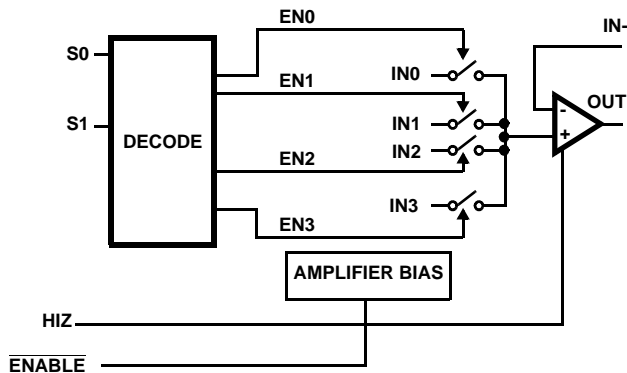 EN0
IN-
S0
IN0
EN1
OUT
-
S1
IN1
+
DECODE
EN2
IN2
EN3
IN3
AMPLIFIER BIAS
HIZ
ENABLE